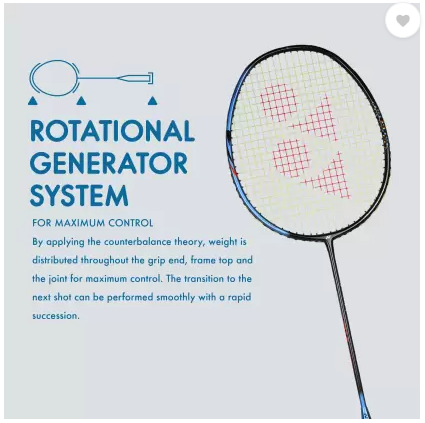 ROTATIONAL
GENERATOR
SYSTEM
FOR MAXIMUM CONTROL
By applying the counterbalance theory, weight is
distributed throughout the grip end, frame top and
the joint for maximum control. The transition to the
next shot can be performed smoothly with a rapid
succession.